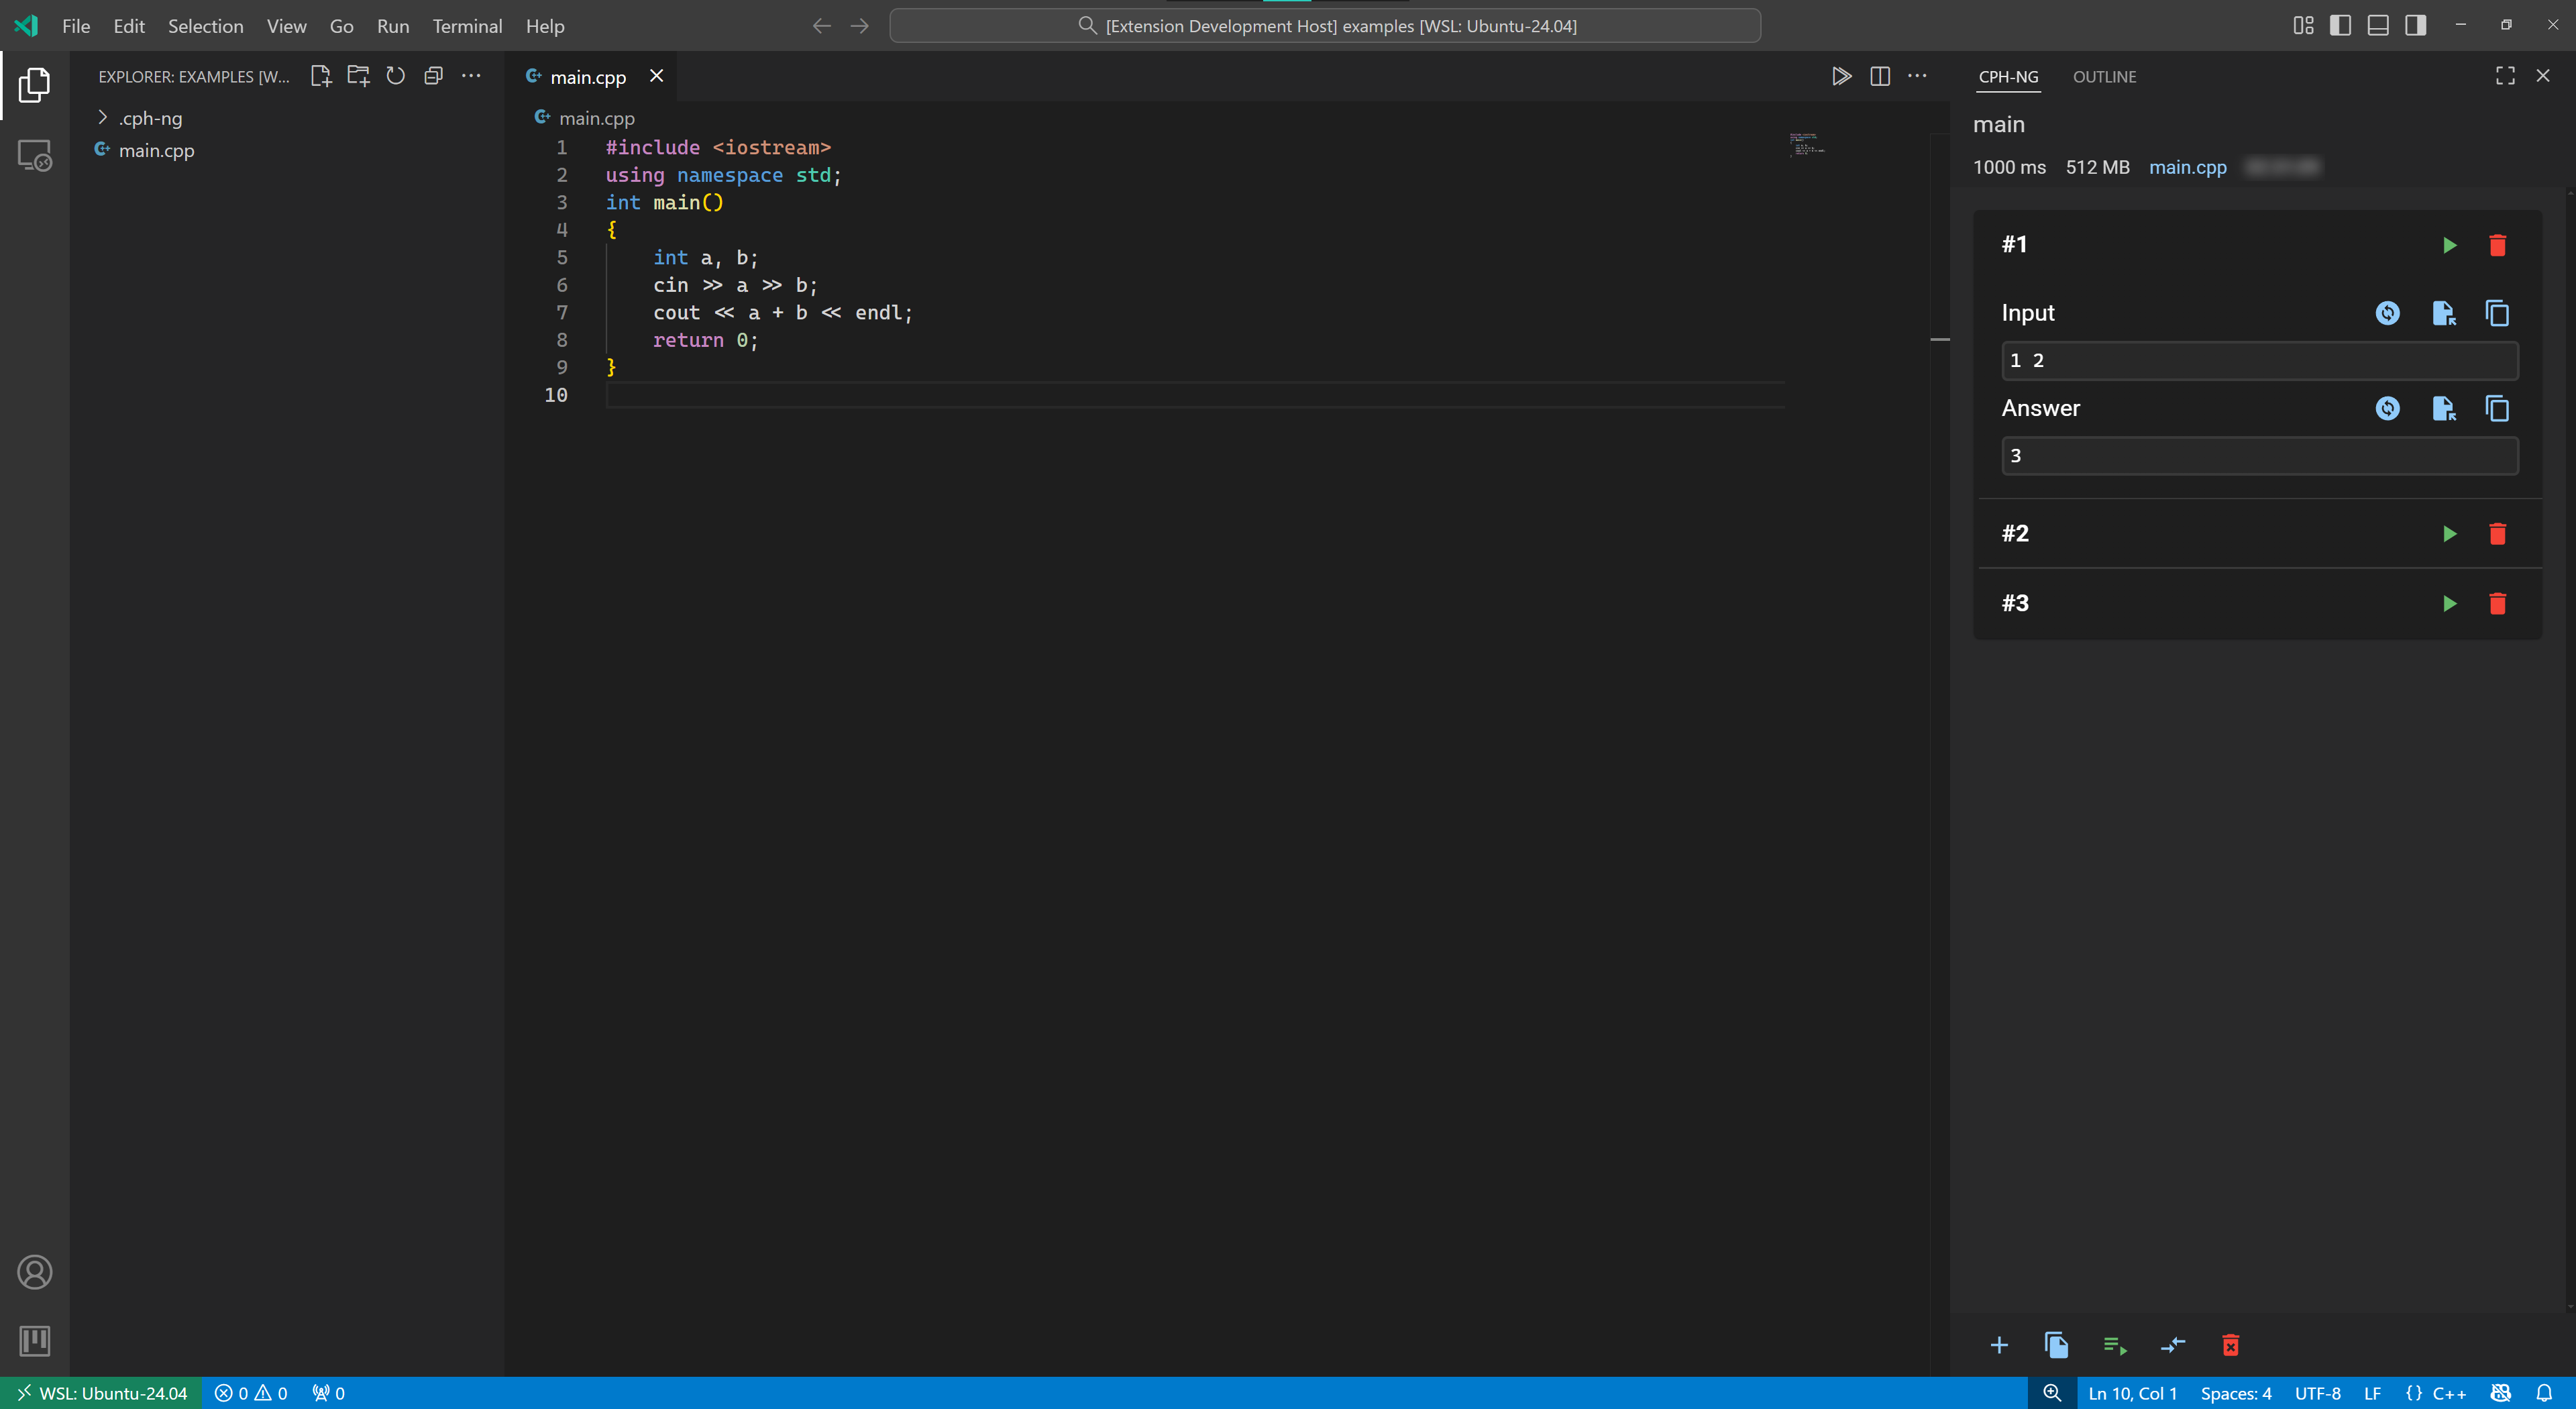 File Edit Selection View Go Run Terminal Help
[Extension Development Host] examples [WSL: Ubuntu-24.04]
EXPLORER: EXAMPLES [W...
.cph-ng
main.cpp
main.cpp
main.cpp
1 #include <iostream>
2 using namespace std;
3 int main()
4 {
5 int a, b;
6 cin >> a >> b;
7 cout << a + b << endl;
8 return 0;
9 }
10
CPH-NG OUTLINE
main
1000 ms 512 MB main.cpp
#1
Input
1 2
Answer
3
#2
#3
WSL: Ubuntu-24.04 0 0 0
Ln 10, Col 1 Spaces: 4 UTF-8 LF {} C++